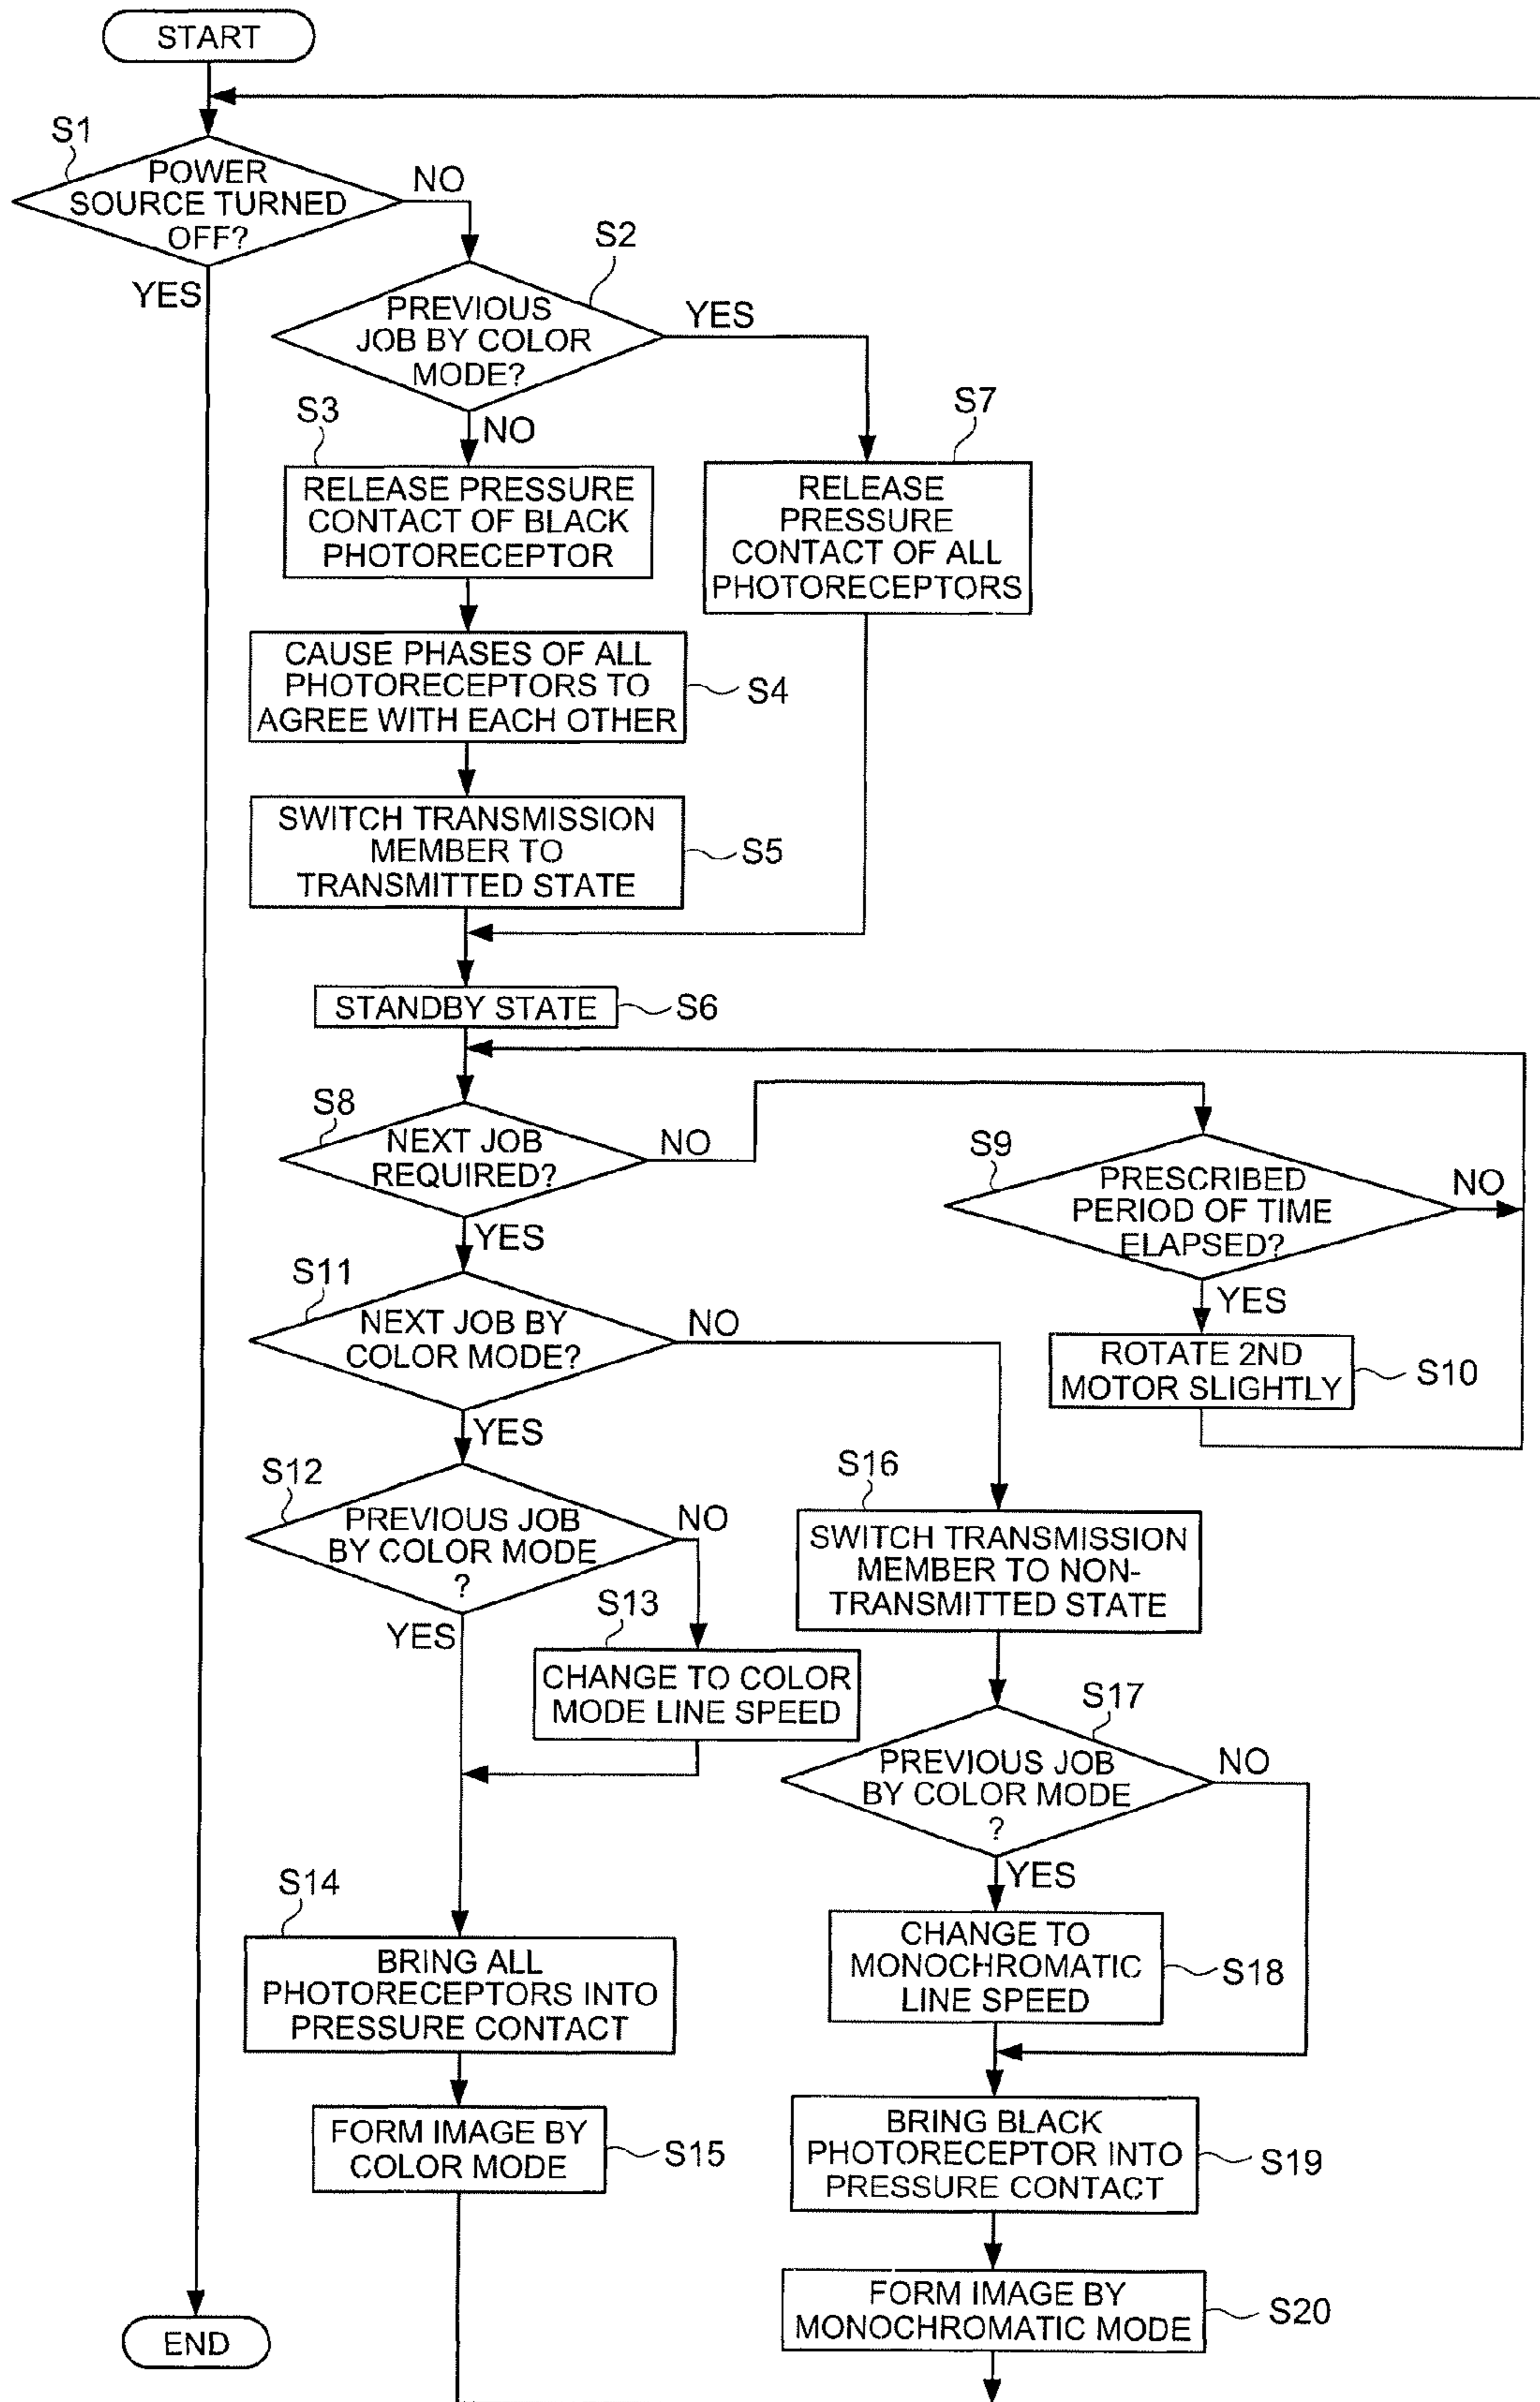 START
S1
POWER
SOURCE TURNED
OFF?
NO
YES
S2
PREVIOUS
JOB BY COLOR
MODE?
YES
NO
S3
RELEASE PRESSURE
CONTACT OF BLACK
PHOTORECEPTOR
S7
RELEASE
PRESSURE
CONTACT OF ALL
PHOTORECEPTORS
CAUSE PHASES OF ALL
PHOTORECEPTORS TO
AGREE WITH EACH OTHER
S4
SWITCH TRANSMISSION
MEMBER TO
TRANSMITTED STATE
S5
STANDBY STATE
S6
S8
NEXT JOB
REQUIRED?
NO
YES
S9
PRESCRIBED
PERIOD OF TIME
ELAPSED?
NO
YES
ROTATE 2ND
MOTOR SLIGHTLY
S10
S11
NEXT JOB BY
COLOR MODE?
NO
YES
S12
PREVIOUS JOB
BY COLOR MODE
?
NO
YES
S13
CHANGE TO COLOR
MODE LINE SPEED
S16
SWITCH TRANSMISSION
MEMBER TO NON-
TRANSMITTED STATE
S17
PREVIOUS JOB
BY COLOR MODE
?
NO
YES
CHANGE TO
MONOCHROMATIC
LINE SPEED
S18
S14
BRING ALL
PHOTORECEPTORS INTO
PRESSURE CONTACT
FORM IMAGE BY
COLOR MODE
S15
BRING BLACK
PHOTORECEPTOR INTO
PRESSURE CONTACT
S19
FORM IMAGE BY
MONOCHROMATIC MODE
S20
END